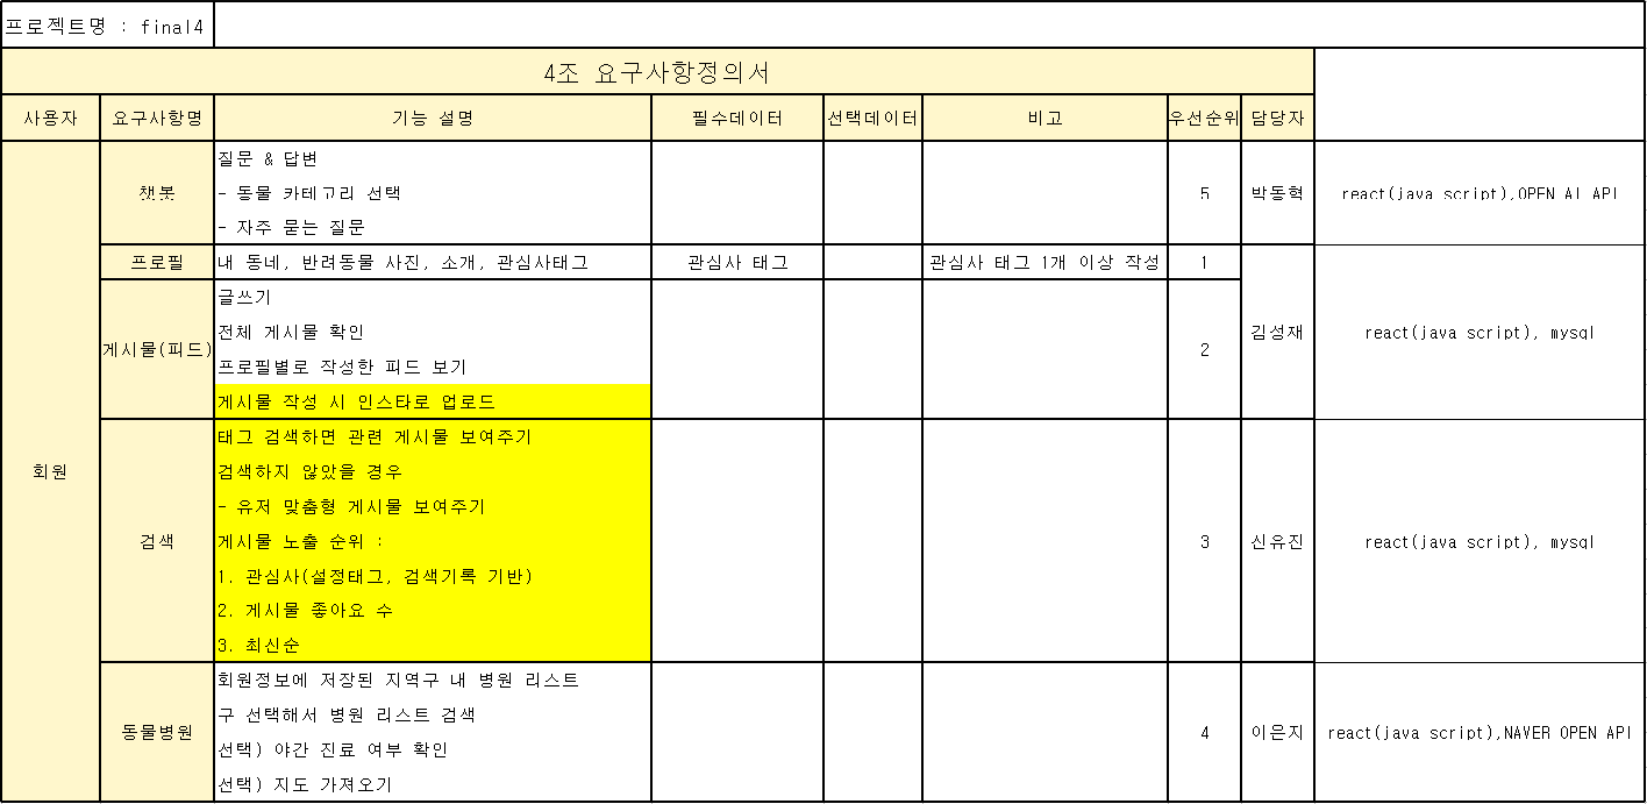 프로젝트명 : final4
4조 요구사항정의서
사용자 요구사항명 기능 설명 필수데이터 선택데이터 비고 우선순위 담당자
회원
챗봇
질문 & 답변
- 동물 카테고리 선택
- 자주 묻는 질문
5 박동혁 react(java script),OPEN AI API
프로필 내 동네, 반려동물 사진, 소개, 관심사태그 관심사 태그 관심사 태그 1개 이상 작성 1
게시물(피드)
글쓰기
전체 게시물 확인
프로필별로 작성한 피드 보기
게시물 작성 시 인스타로 업로드
2 김성재 react(java script), mysql
검색
태그 검색하면 관련 게시물 보여주기
검색하지 않았을 경우
- 유저 맞춤형 게시물 보여주기
게시물 노출 순위 :
1. 관심사(설정태그, 검색기록 기반)
2. 게시물 좋아요 수
3. 최신순
3 신유진 react(java script), mysql
동물병원
회원정보에 저장된 지역구 내 병원 리스트
구 선택해서 병원 리스트 검색
선택) 야간 진료 여부 확인
선택) 지도 가져오기
4 이은지 react(java script),NAVER OPEN API